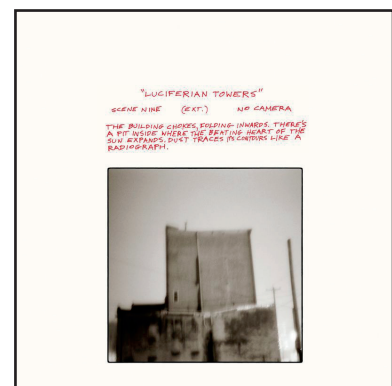 "LUCIFERIAN TOWERS"
SCENE NINE (EXT.) NO CAMERA
THE BUILDING CHOKES, FOLDING INWARDS. THERE'S
A PIT INSIDE WHERE THE BEATING HEART OF THE
SUN EXPANDS. DUST TRACES ITS CONTOURS LIKE A
RADIOGRAPH.